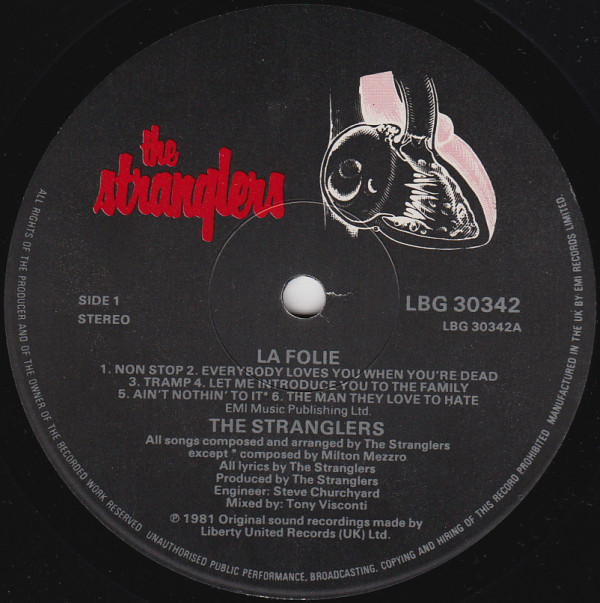 the
stranglers
SIDE 1
STEREO
LBG 30342
LBG 30342A
LA FOLIE
1. NON STOP 2. EVERYBODY LOVES YOU WHEN YOU'RE DEAD
3. TRAMP 4. LET ME INTRODUCE YOU TO THE FAMILY
5. AIN'T NOTHIN' TO IT* 6. THE MAN THEY LOVE TO HATE
EMI Music Publishing Ltd.
THE STRANGLERS
All songs composed and arranged by The Stranglers
except * composed by Milton Mezzro
All lyrics by The Stranglers
Produced by The Stranglers
Engineer: Steve Churchyard
Mixed by: Tony Visconti
℗ 1981 Original sound recordings made by
Liberty United Records (UK) Ltd.
ALL RIGHTS OF THE PRODUCER AND OF THE OWNER OF THE RECORDED WORK RESERVED. UNAUTHORISED PUBLIC PERFORMANCE, BROADCASTING, COPYING AND HIRING OF THIS RECORD PROHIBITED. MANUFACTURED IN THE UK BY EMI RECORDS LIMITED.